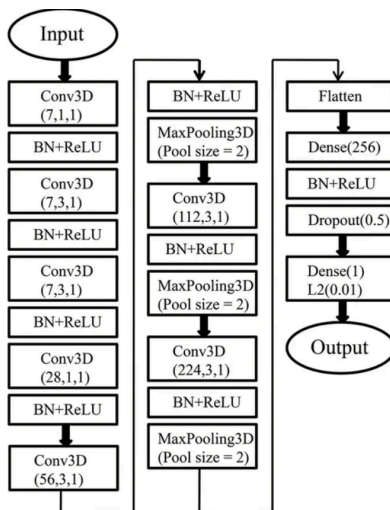 Input
Conv3D
(7,1,1)
BN+ReLU
Conv3D
(7,3,1)
BN+ReLU
Conv3D
(7,3,1)
BN+ReLU
Conv3D
(28,1,1)
BN+ReLU
Conv3D
(56,3,1)
BN+ReLU
MaxPooling3D
(Pool size = 2)
Conv3D
(112,3,1)
BN+ReLU
MaxPooling3D
(Pool size = 2)
Conv3D
(224,3,1)
BN+ReLU
MaxPooling3D
(Pool size = 2)
Flatten
Dense(256)
BN+ReLU
Dropout(0.5)
Dense(1)
L2(0.01)
Output